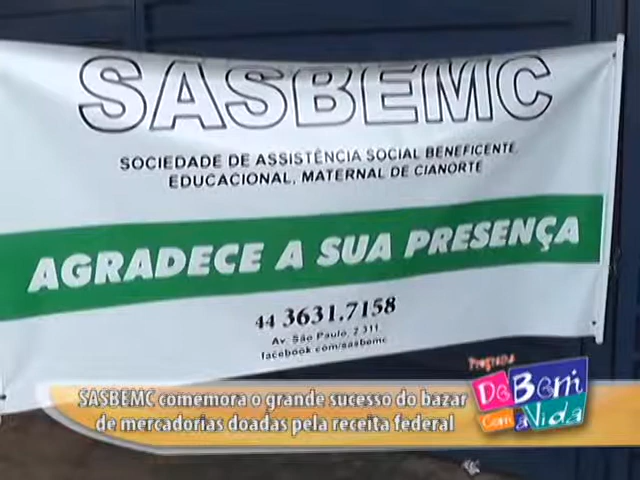 SASBEMC
SOCIEDADE DE ASSISTÊNCIA SOCIAL BENEFICENTE
EDUCACIONAL, MATERNAL DE CIANORTE
AGRADECE A SUA PRESENÇA
44 3631.7158
Av. São Paulo, 2.311
facebook.com/sasbemc
Programa
De Bem
Com a Vida
SASBEMC comemora o grande sucesso do bazar
de mercadorias doadas pela receita federal